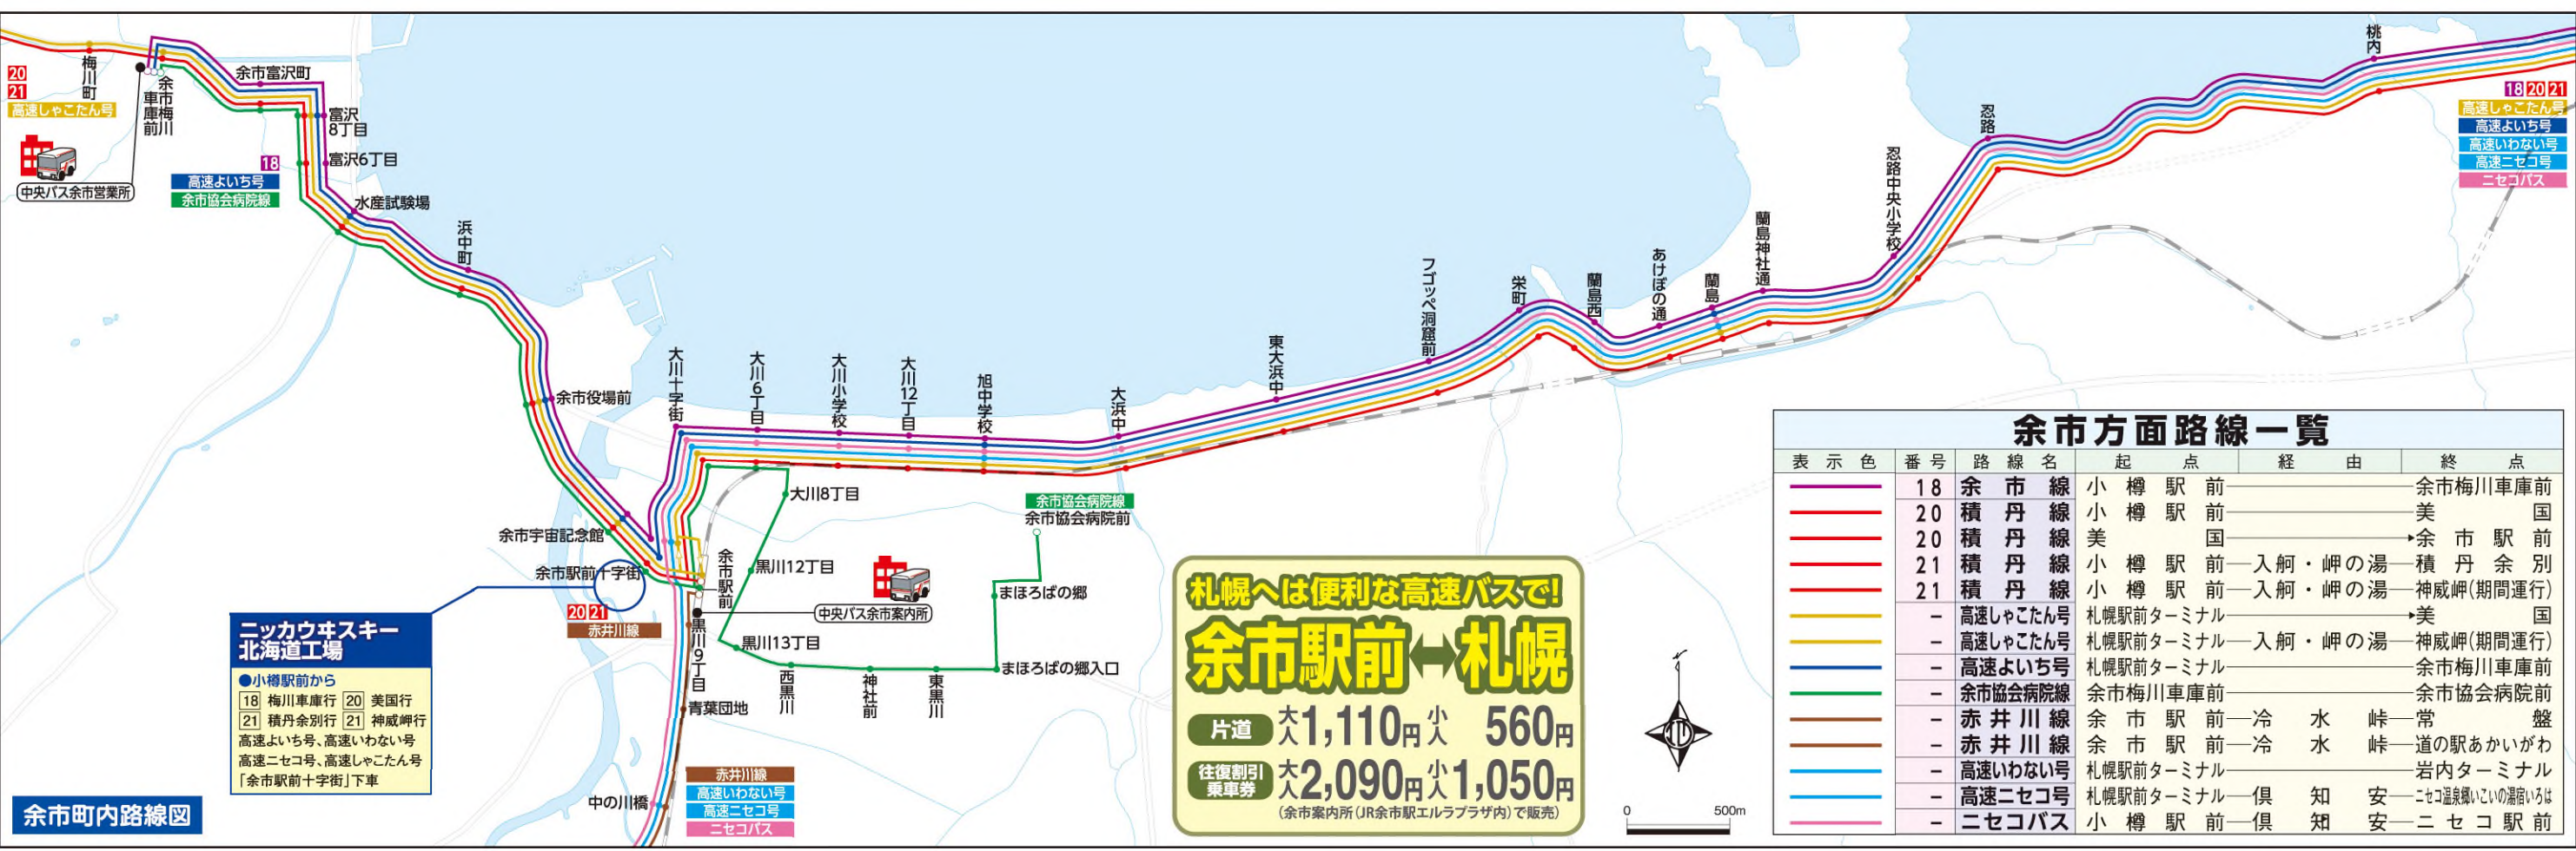 20
21
高速しゃこたん号
梅川町
余市梅川車庫前
中央バス余市営業所
余市富沢町
富沢8丁目
富沢6丁目
18
高速よいち号
余市協会病院線
水産試験場
浜中町
余市役場前
余市宇宙記念館
余市駅前十字街
20 21
赤井川線
大川十字街
大川6丁目
大川小学校
大川12丁目
旭中学校
大浜中
東大浜中
フゴッペ洞窟前
栄町
蘭島西
あけぼの通
蘭島
蘭島神社通
忍路中央小学校
忍路
桃内
18 20 21
高速しゃこたん号
高速よいち号
高速いわない号
高速ニセコ号
ニセコバス
大川8丁目
黒川12丁目
黒川13丁目
西黒川
神社前
東黒川
まほろばの郷入口
まほろばの郷
余市協会病院線
余市協会病院前
余市駅前
中央バス余市案内所
黒川9丁目
青葉団地
中の川橋
赤井川線
高速いわない号
高速ニセコ号
ニセコバス
ニッカウヰスキー
北海道工場
●小樽駅前から
18 梅川車庫行 20 美国行
21 積丹余別行 21 神威岬行
高速よいち号、高速いわない号
高速ニセコ号、高速しゃこたん号
「余市駅前十字街」下車
余市町内路線図
札幌へは便利な高速バスで!
余市駅前↔札幌
片道 大人1,110円 小人 560円
往復割引乗車券 大人2,090円 小人1,050円
(余市案内所(JR余市駅エルラプラザ内)で販売)
0 500m
余市方面路線一覧
表示色 番号 路線名 起点 経由 終点
18 余市線 小樽駅前 余市梅川車庫前
20 積丹線 小樽駅前 美国
20 積丹線 美国 余市駅前
21 積丹線 小樽駅前 入舸・岬の湯 積丹余別
21 積丹線 小樽駅前 入舸・岬の湯 神威岬(期間運行)
− 高速しゃこたん号 札幌駅前ターミナル 美国
− 高速しゃこたん号 札幌駅前ターミナル 入舸・岬の湯 神威岬(期間運行)
− 高速よいち号 札幌駅前ターミナル 余市梅川車庫前
− 余市協会病院線 余市梅川車庫前 余市協会病院前
− 赤井川線 余市駅前 冷水峠 常盤
− 赤井川線 余市駅前 冷水峠 道の駅あかいがわ
− 高速いわない号 札幌駅前ターミナル 岩内ターミナル
− 高速ニセコ号 札幌駅前ターミナル 倶知安 ニセコ温泉郷いこいの湯宿いろは
− ニセコバス 小樽駅前 倶知安 ニセコ駅前